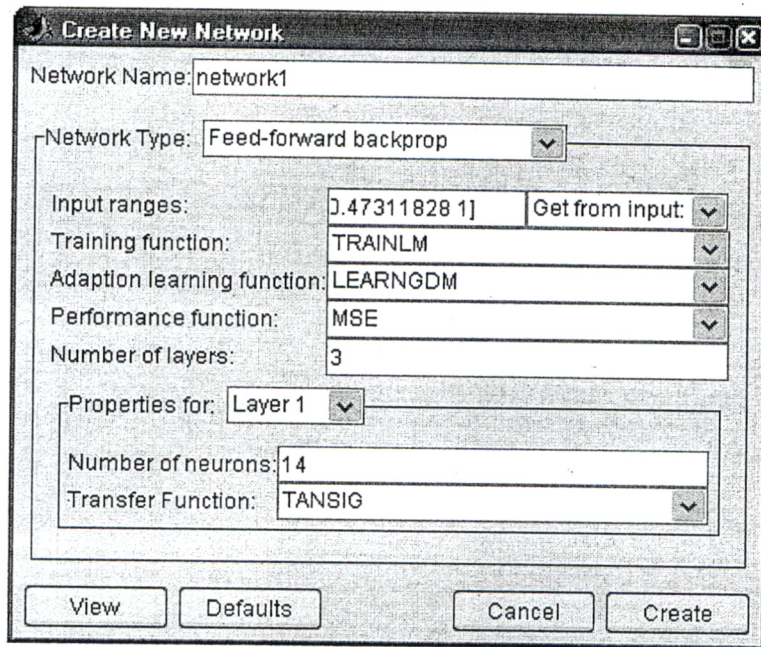 Create New Network
Network Name: network1
Network Type: Feed-forward backprop
Input ranges: 0.47311828 1] Get from input:
Training function: TRAINLM
Adaption learning function: LEARNGDM
Performance function: MSE
Number of layers: 3
Properties for: Layer 1
Number of neurons: 14
Transfer Function: TANSIG
View Defaults Cancel Create